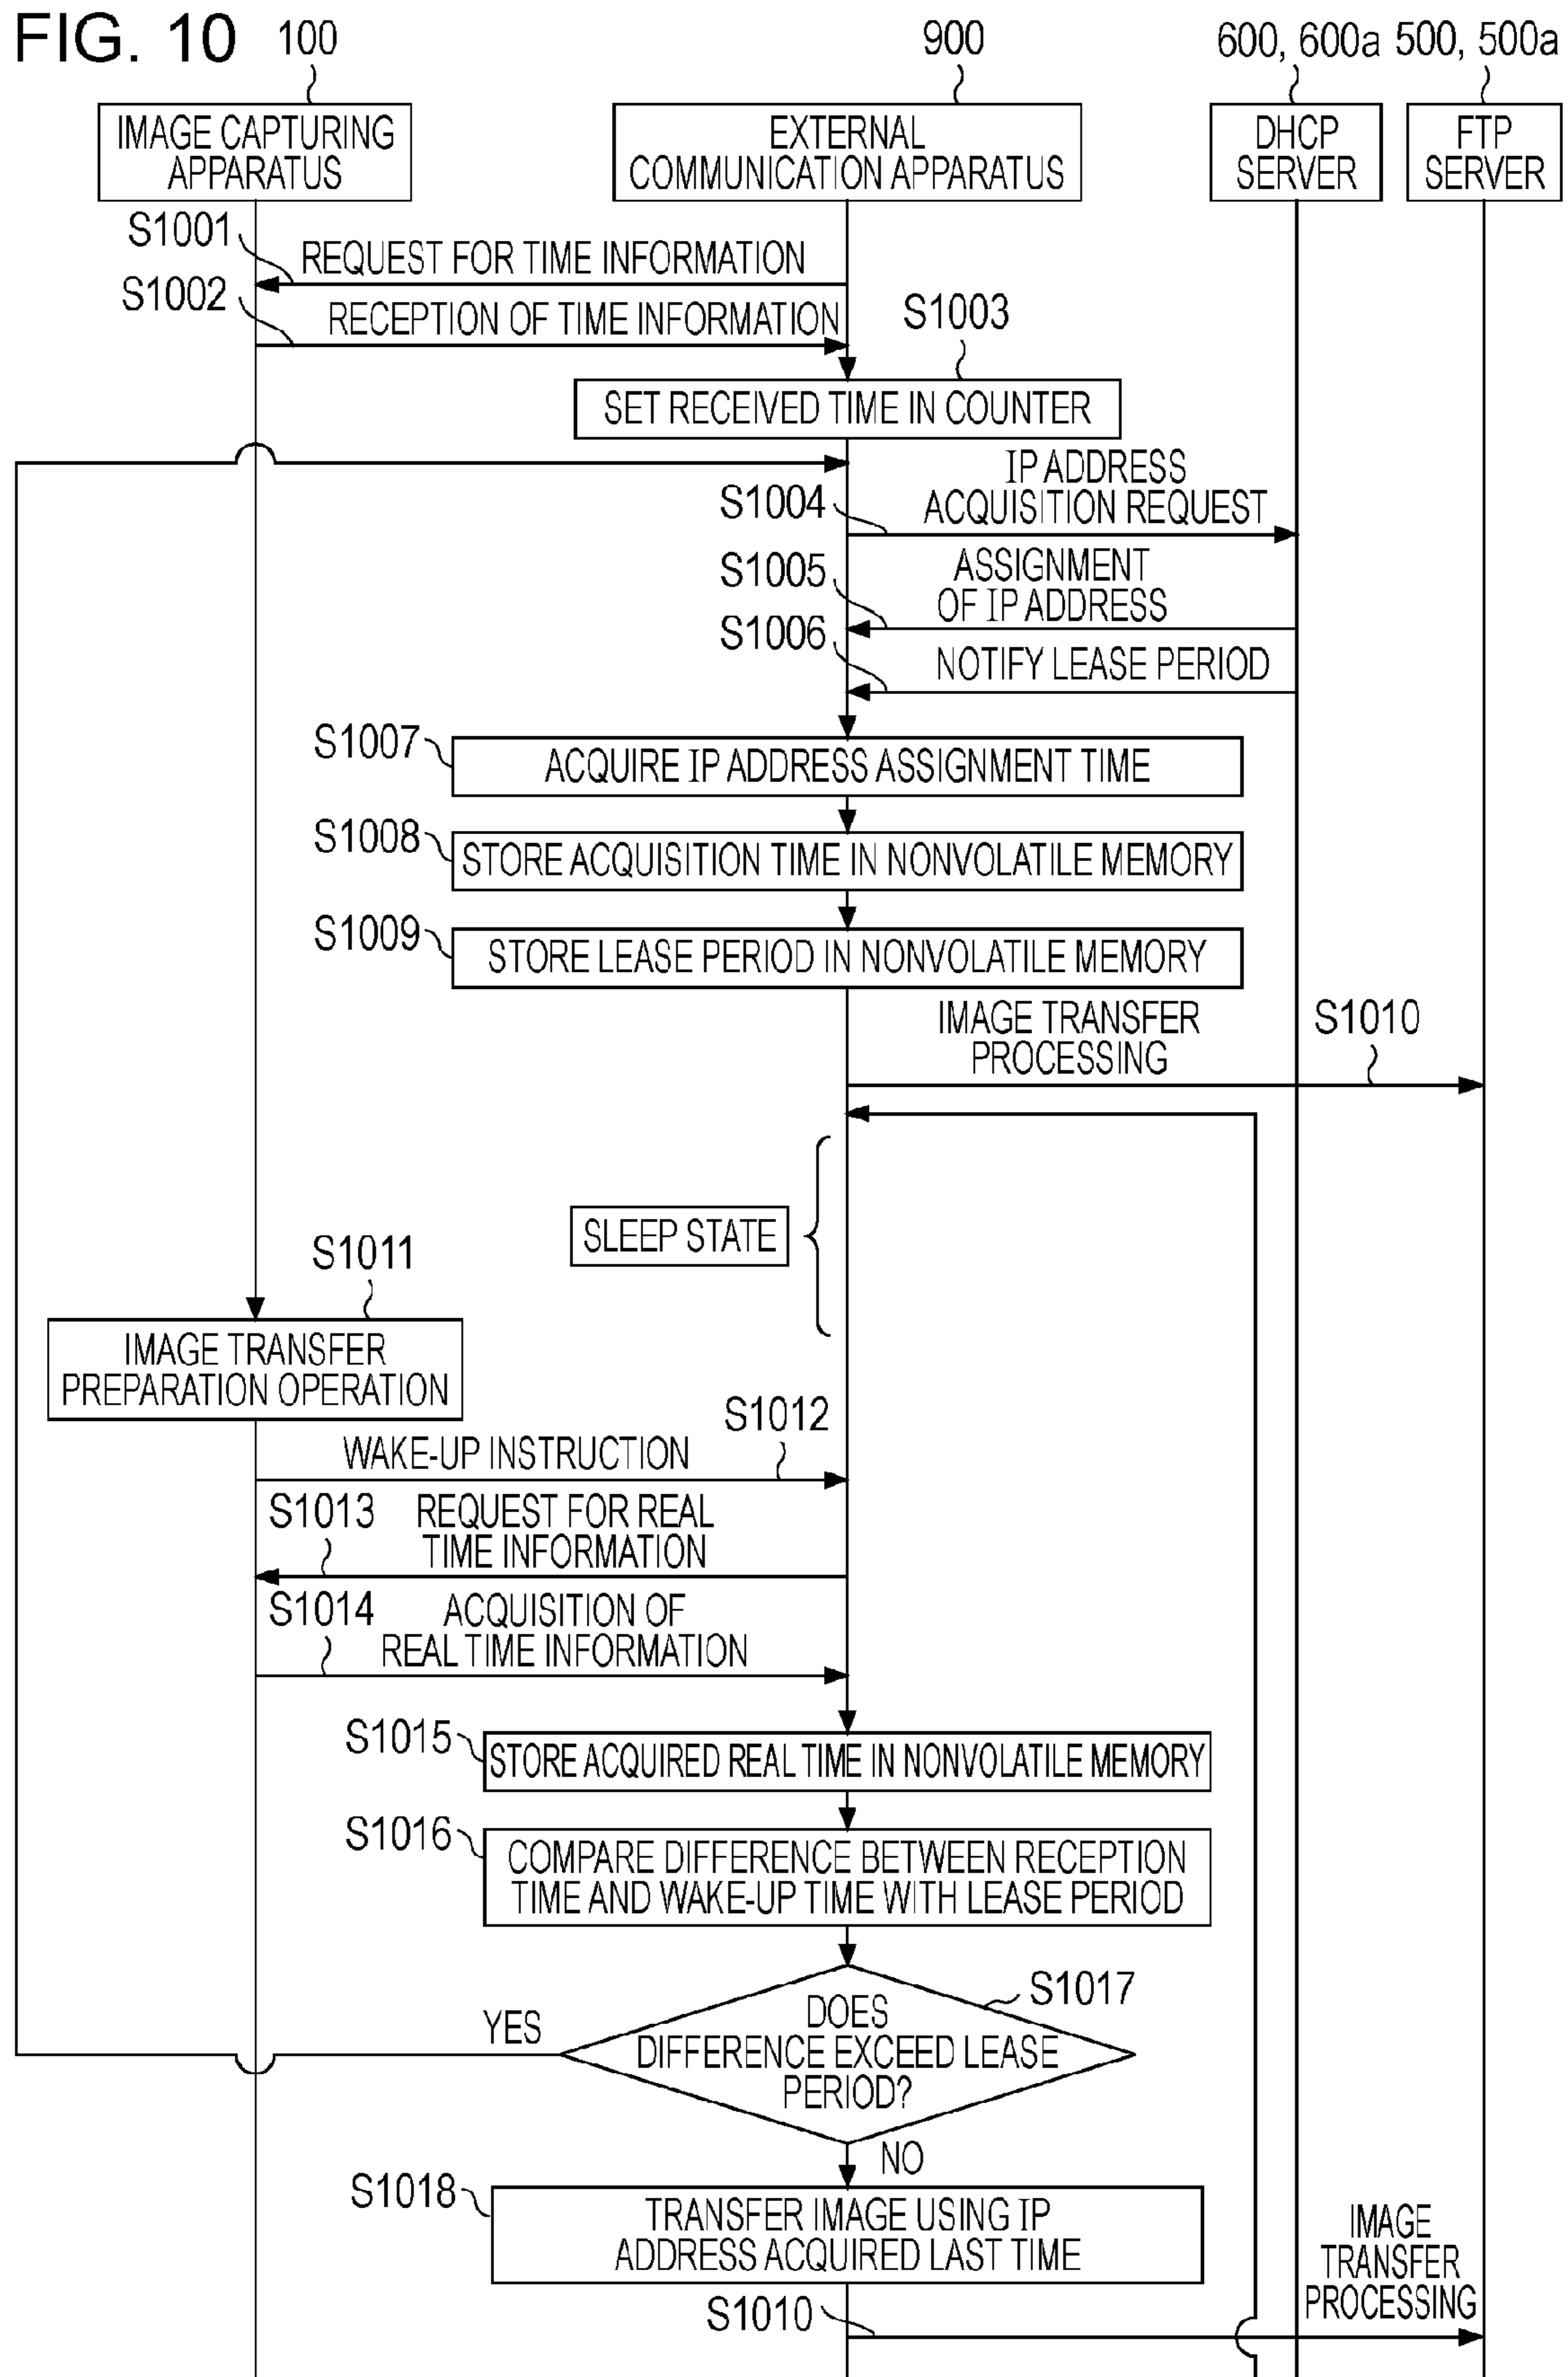 FIG. 10
100
900
600, 600a
500, 500a
IMAGE CAPTURING
APPARATUS
EXTERNAL
COMMUNICATION APPARATUS
DHCP
SERVER
FTP
SERVER
S1001
REQUEST FOR TIME INFORMATION
S1002
RECEPTION OF TIME INFORMATION
S1003
SET RECEIVED TIME IN COUNTER
IP ADDRESS
ACQUISITION REQUEST
S1004
S1005
ASSIGNMENT
OF IP ADDRESS
S1006
NOTIFY LEASE PERIOD
S1007
ACQUIRE IP ADDRESS ASSIGNMENT TIME
S1008
STORE ACQUISITION TIME IN NONVOLATILE MEMORY
S1009
STORE LEASE PERIOD IN NONVOLATILE MEMORY
IMAGE TRANSFER
PROCESSING
S1010
SLEEP STATE
S1011
IMAGE TRANSFER
PREPARATION OPERATION
S1012
WAKE-UP INSTRUCTION
S1013
REQUEST FOR REAL
TIME INFORMATION
S1014
ACQUISITION OF
REAL TIME INFORMATION
S1015
STORE ACQUIRED REAL TIME IN NONVOLATILE MEMORY
S1016
COMPARE DIFFERENCE BETWEEN RECEPTION
TIME AND WAKE-UP TIME WITH LEASE PERIOD
S1017
DOES
DIFFERENCE EXCEED LEASE
PERIOD?
YES
NO
S1018
TRANSFER IMAGE USING IP
ADDRESS ACQUIRED LAST TIME
IMAGE
TRANSFER
PROCESSING
S1010